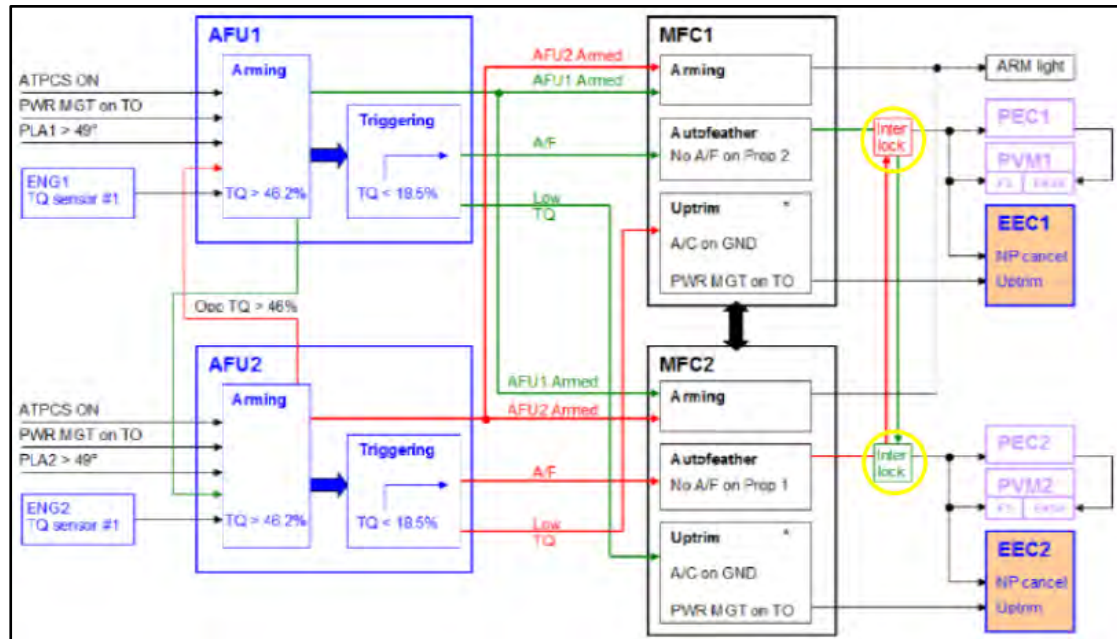 AFU1
Arming
ATPCS ON
PWR MGT on TO
PLA1 > 49°
ENG1
TQ sensor #1
TQ > 46.2%
Triggering
TQ < 18.5%
AFU2 Armed
AFU1 Armed
A/F
Low
TQ
Opp TQ > 46%
MFC1
Arming
Autofeather
No A/F on Prop 2
Uptrim *
A/C on GND
PWR MGT on TO
Inter
lock
ARM light
PEC1
PVM1
EEC1
NP cancel
Uptrim
AFU2
Arming
ATPCS ON
PWR MGT on TO
PLA2 > 49°
ENG2
TQ sensor #1
TQ > 46.2%
Triggering
TQ < 18.5%
AFU1 Armed
AFU2 Armed
A/F
Low
TQ
MFC2
Arming
Autofeather
No A/F on Prop 1
Uptrim *
A/C on GND
PWR MGT on TO
Inter
lock
PEC2
PVM2
EEC2
NP cancel
Uptrim